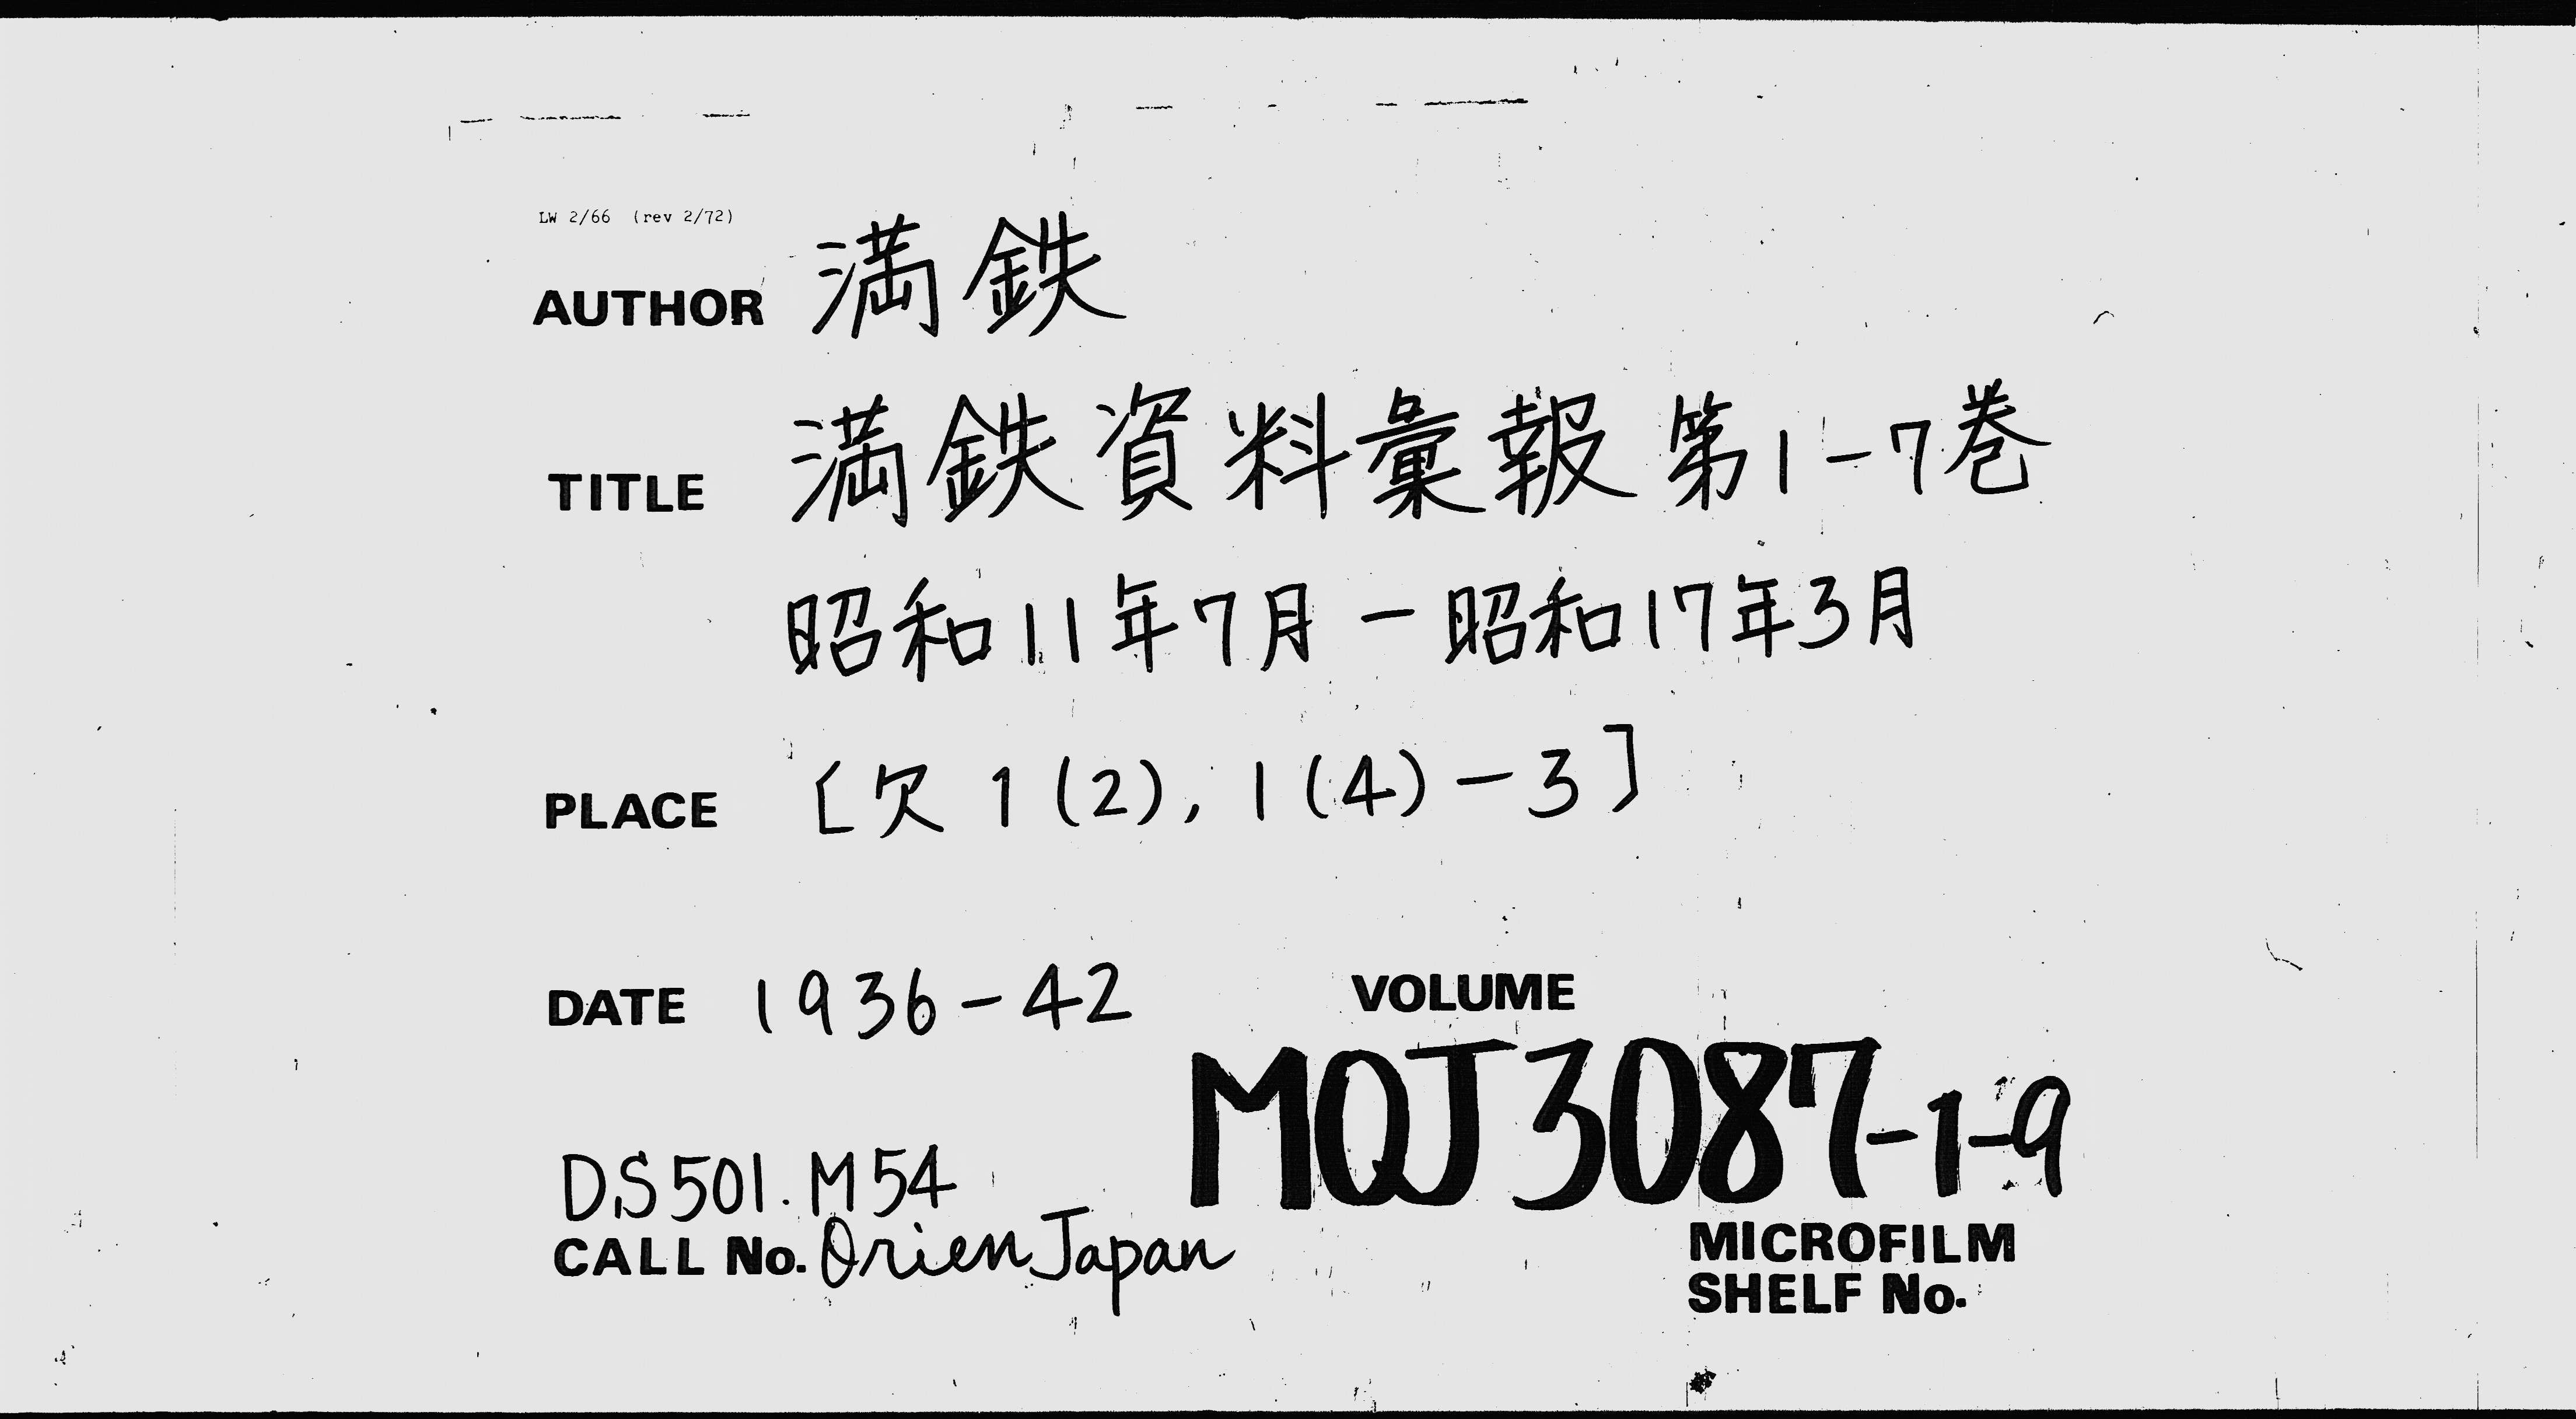 LW 2/66 (rev 2/72)
AUTHOR 満鉄
TITLE 満鉄資料彙報 第1-7巻
昭和11年7月-昭和17年3月
PLACE [欠 1(2), 1(4)-3]
DATE 1936-42
VOLUME
MOJ3087-1-9
DS501.M54
CALL No. Orien Japan
MICROFILM
SHELF No.